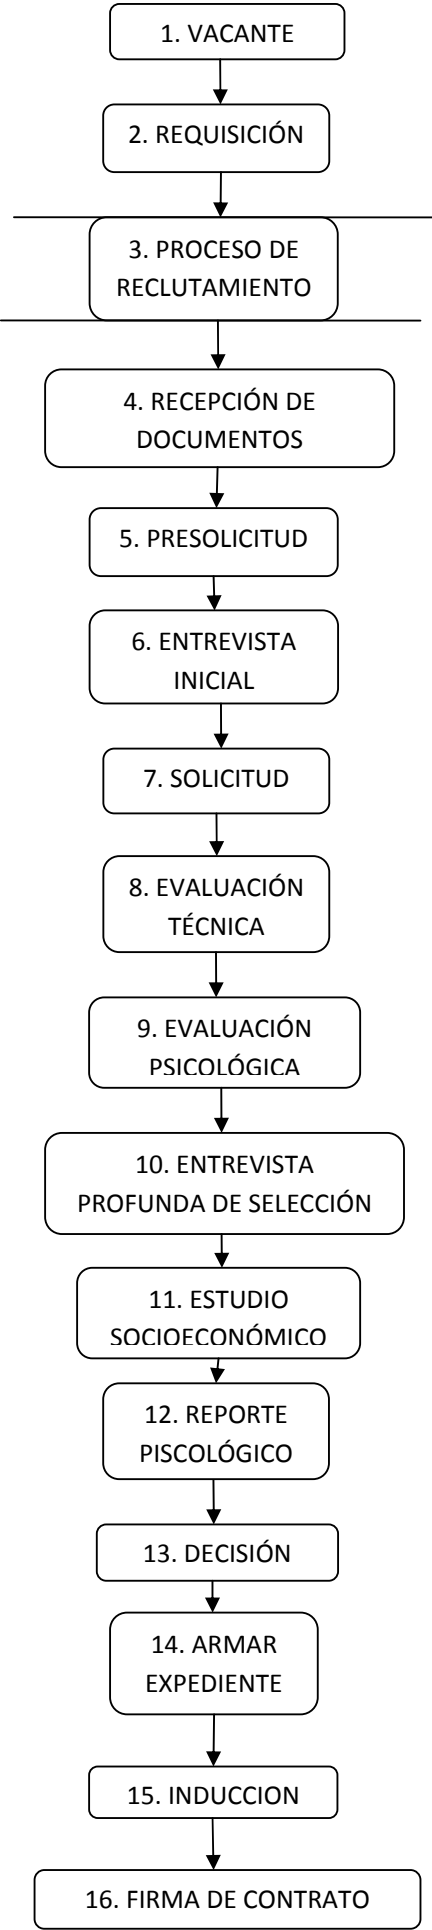 1. VACANTE
2. REQUISICIÓN
3. PROCESO DE
RECLUTAMIENTO
4. RECEPCIÓN DE
DOCUMENTOS
5. PRESOLICITUD
6. ENTREVISTA
INICIAL
7. SOLICITUD
8. EVALUACIÓN
TÉCNICA
9. EVALUACIÓN
PSICOLÓGICA
10. ENTREVISTA
PROFUNDA DE SELECCIÓN
11. ESTUDIO
SOCIOECONÓMICO
12. REPORTE
PISCOLÓGICO
13. DECISIÓN
14. ARMAR
EXPEDIENTE
15. INDUCCION
16. FIRMA DE CONTRATO